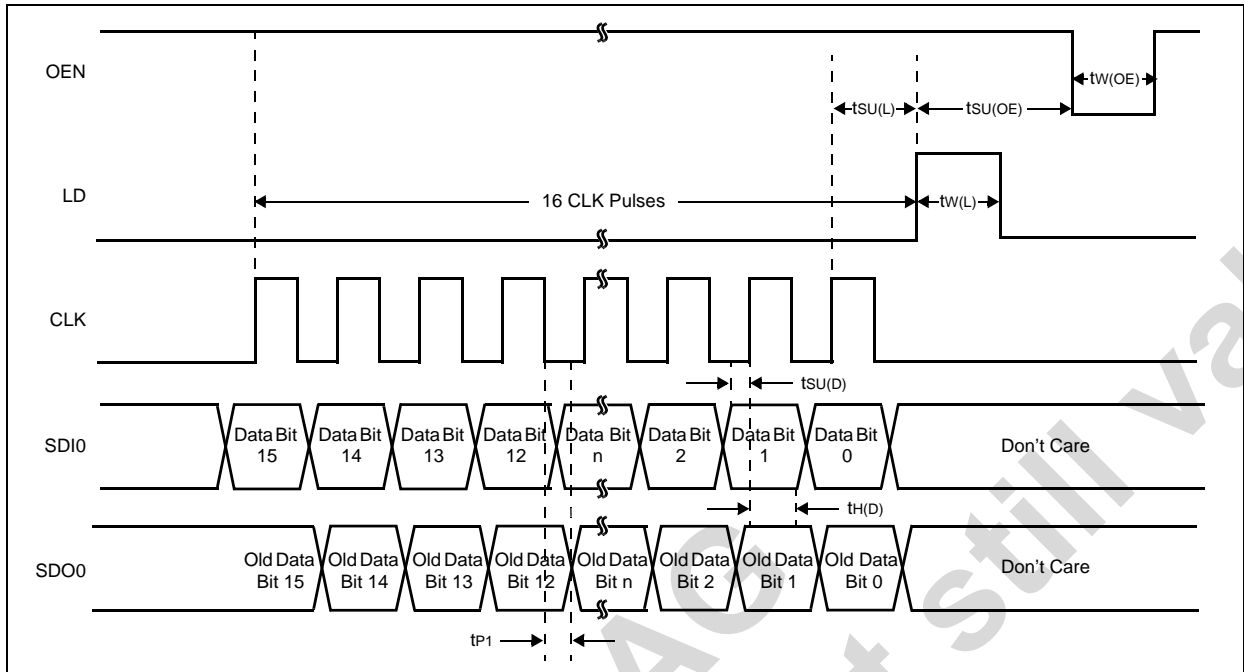 OEN
tW(OE)
tSU(L)
tSU(OE)
LD
16 CLK Pulses
tW(L)
CLK
tSU(D)
SDI0
Data Bit
15
Data Bit
14
Data Bit
13
Data Bit
12
Data Bit
n
Data Bit
2
Data Bit
1
Data Bit
0
Don't Care
tH(D)
SDO0
Old Data
Bit 15
Old Data
Bit 14
Old Data
Bit 13
Old Data
Bit 12
Old Data
Bit n
Old Data
Bit 2
Old Data
Bit 1
Old Data
Bit 0
Don't Care
tP1
AG
still